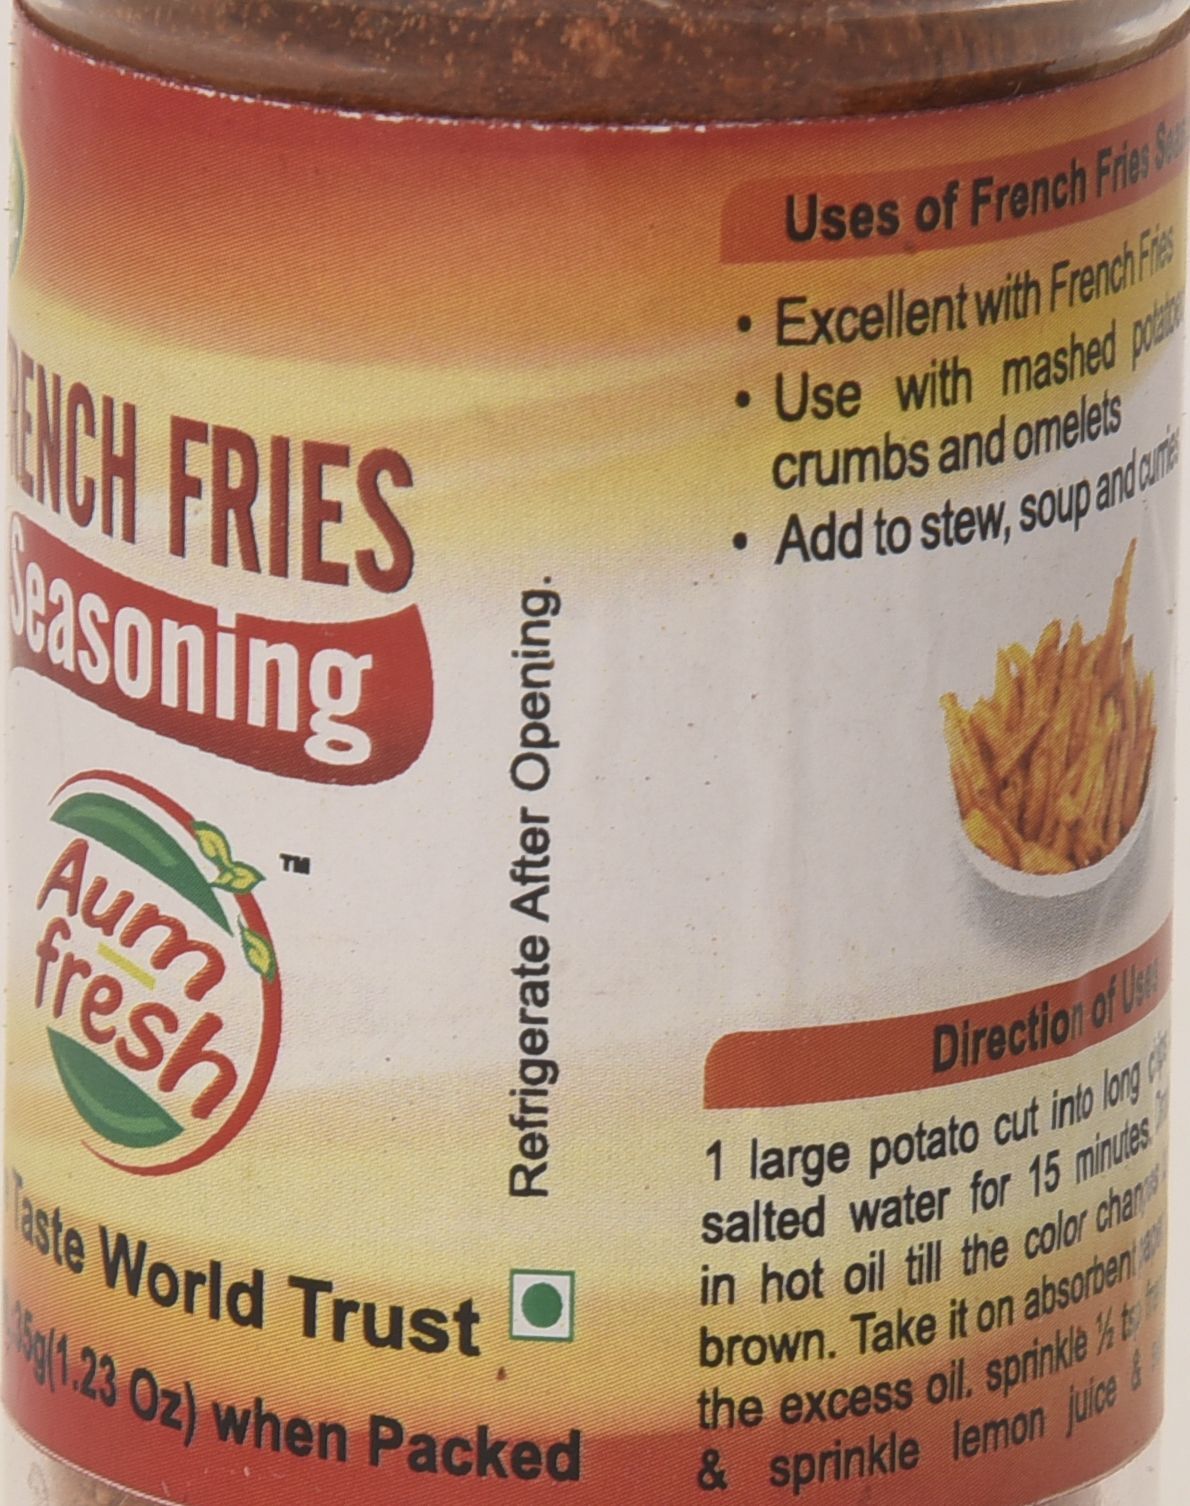 FRENCH FRIES
Seasoning
Aum
fresh
TM
Taste World Trust
35g(1.23 Oz) when Packed
Refrigerate After Opening.
Uses of French Fries
• Excellent with French Fries
• Use with mashed
crumbs and omelets
• Add to stew, soup and curries
Direction of
1 large potato cut into long
salted water for 15 minutes.
in hot oil till the color
brown. Take it on absorbent
the excess oil. sprinkle ½ tsp
& sprinkle lemon juice &